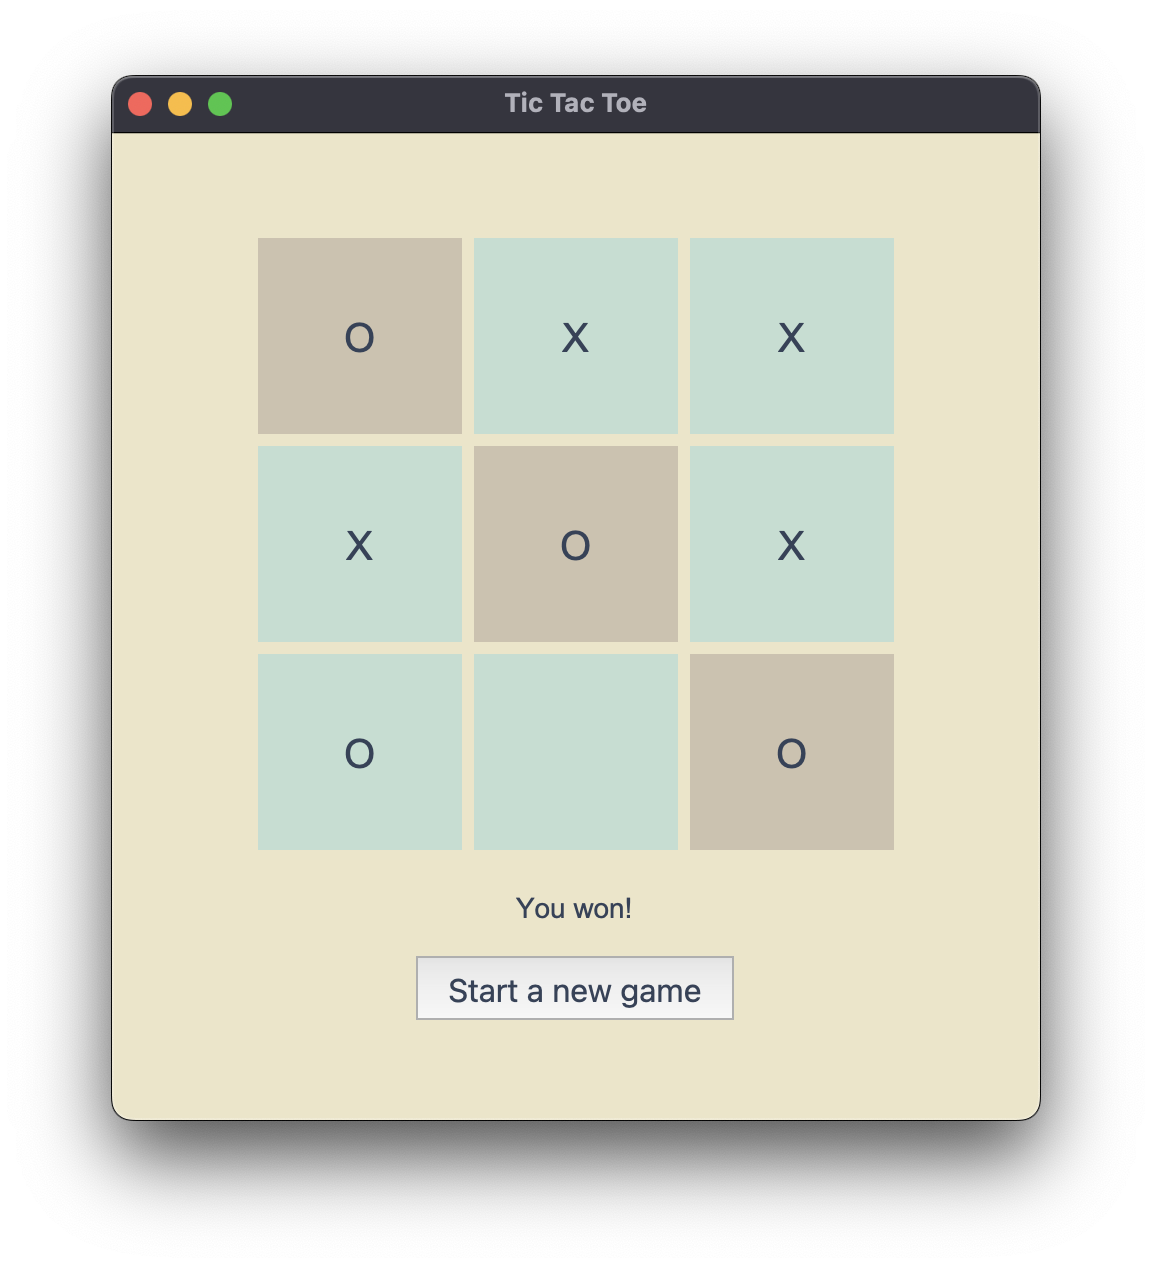 Tic Tac Toe
O X X
X O X
O O
You won!
Start a new game